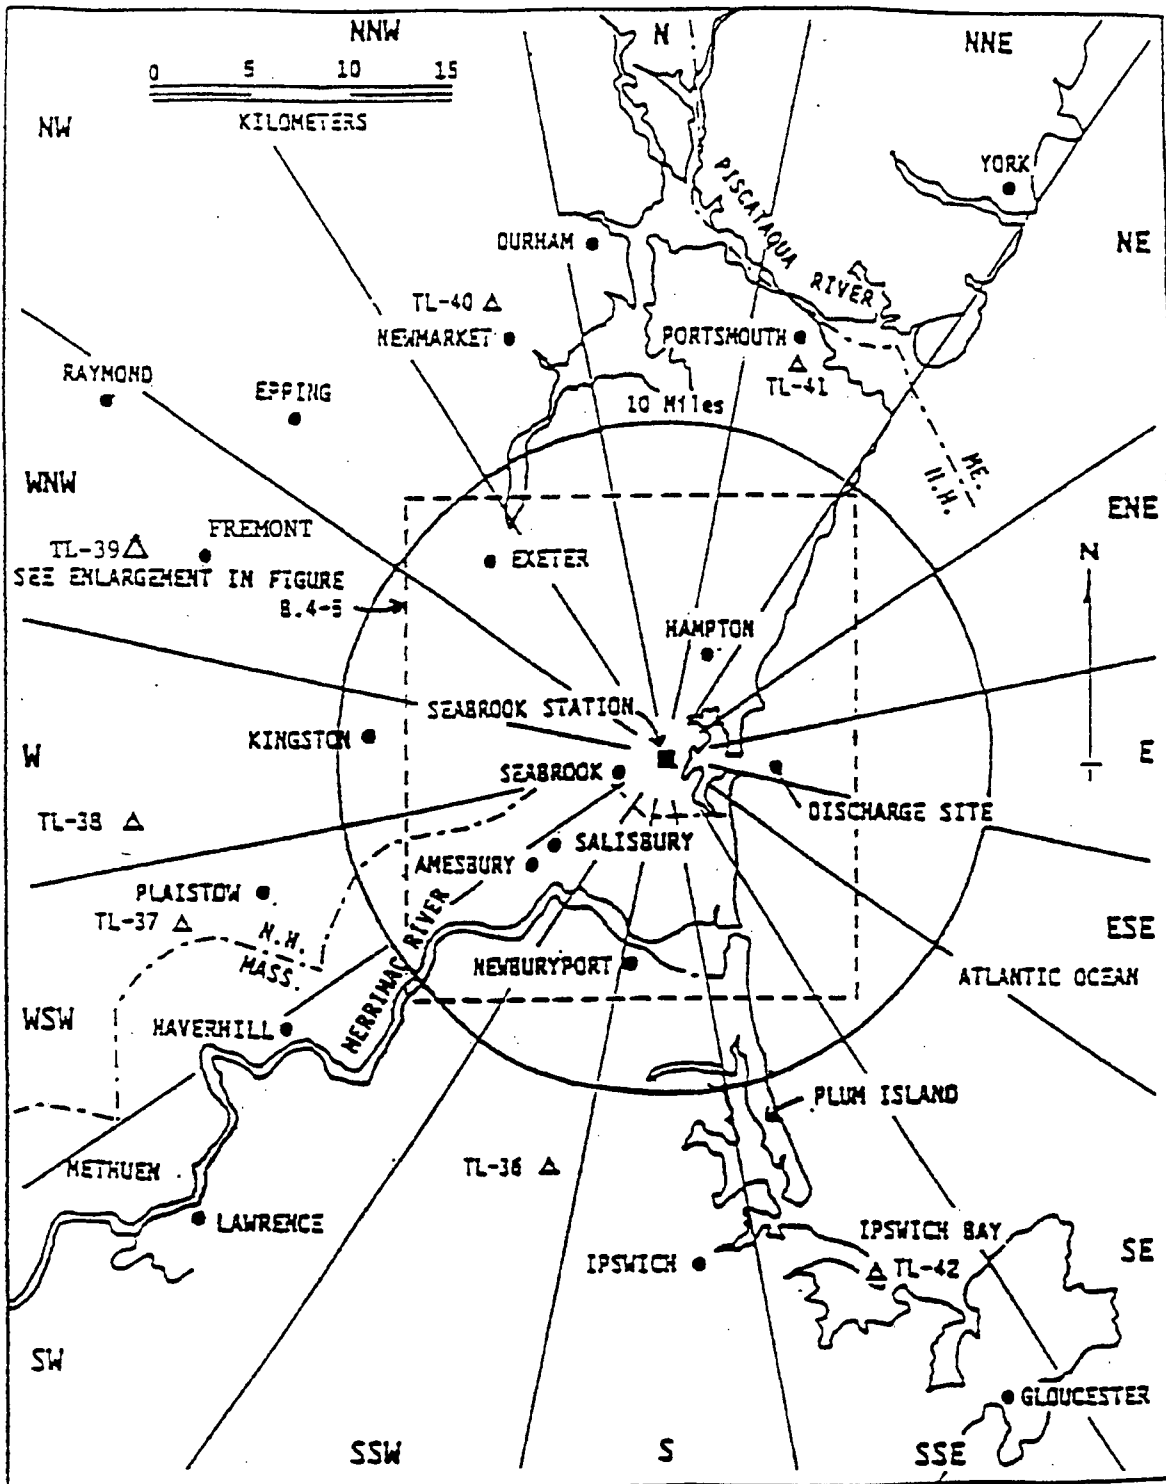 NNW
N
NNE
0 5 10 15
KILOMETERS
NW
YORK
PISCATAQUA
RIVER
DURHAM
NE
TL-40
NEWMARKET
PORTSMOUTH
TL-41
RAYMOND
EPPING
10 Miles
ME.
N.H.
WNW
ENE
FREMONT
TL-39
SEE ENLARGEMENT IN FIGURE
B.4-5
EXETER
N
HAMPTON
SEABROOK STATION
KINGSTON
W
E
SEABROOK
DISCHARGE SITE
TL-38
SALISBURY
AMESBURY
PLAISTOW
TL-37
N.H.
MASS.
MERRIMAC RIVER
ESE
NEWBURYPORT
ATLANTIC OCEAN
WSW
HAVERHILL
PLUM ISLAND
METHUEN
TL-36
LAWRENCE
IPSWICH BAY
SE
IPSWICH
TL-42
SW
GLOUCESTER
SSW
S
SSE